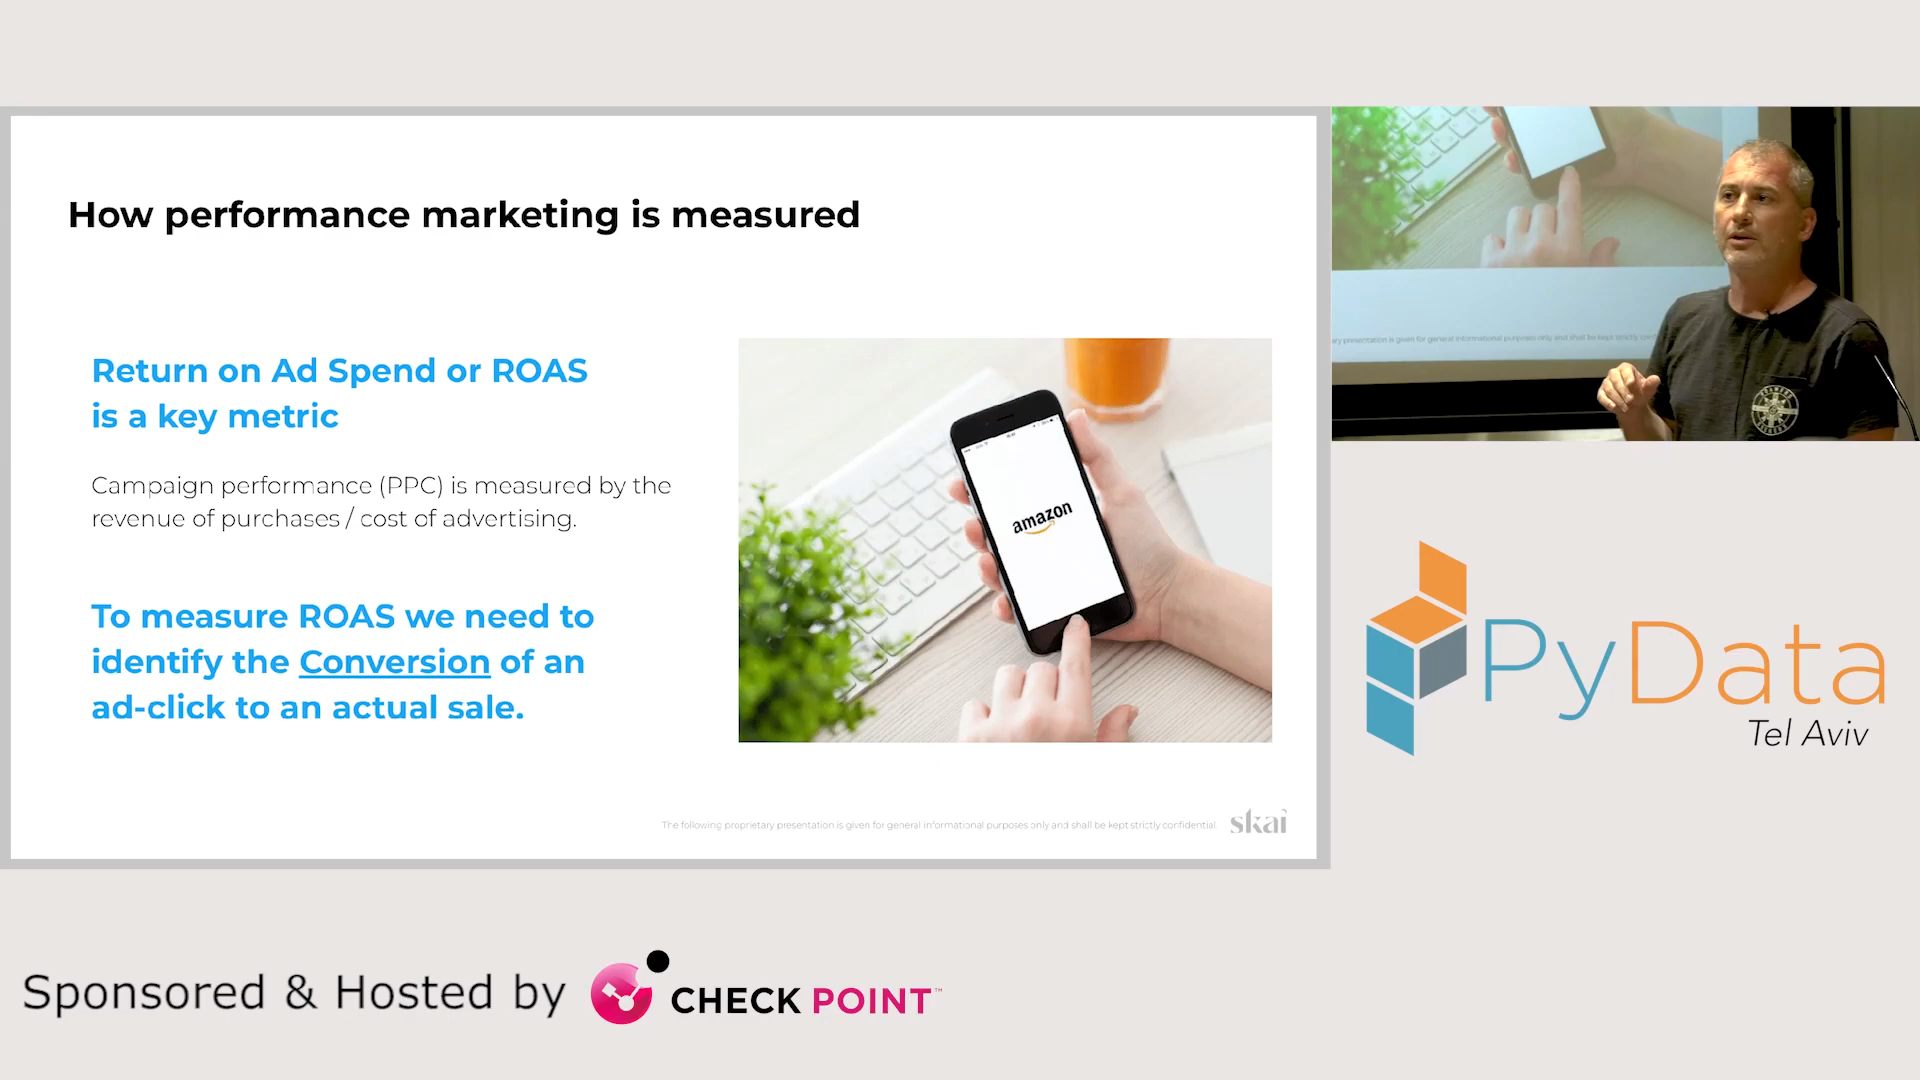 How performance marketing is measured
Return on Ad Spend or ROAS
is a key metric
Campaign performance (PPC) is measured by the
revenue of purchases / cost of advertising.
To measure ROAS we need to
identify the Conversion of an
ad-click to an actual sale.
amazon
The following proprietary presentation is given for general informational purposes only and shall be kept strictly confidential.
skai
PyData
Tel Aviv
Sponsored & Hosted by
CHECK POINT™